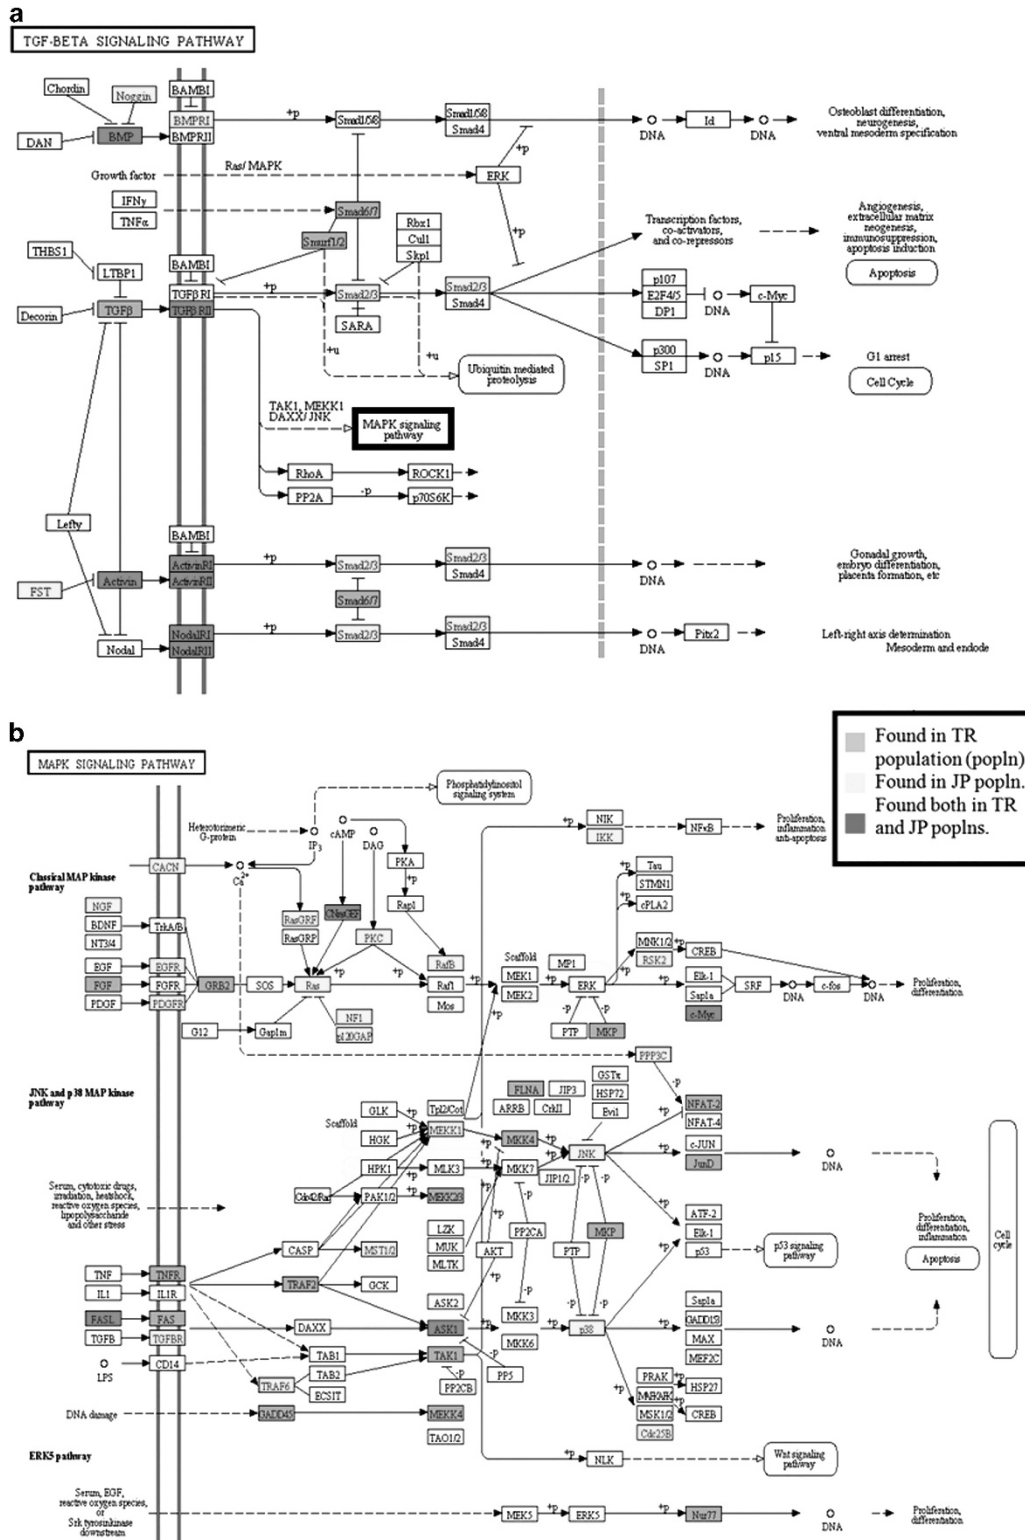 a
TGF-BETA SIGNALING PATHWAY
Chordin
Noggin
BAMBI
DAN
BMP
BMPRI
BMPRII
+p
Smad1/5/8
Smad1/5/8
Smad4
DNA
Id
DNA
Osteoblast differentiation,
neurogenesis,
ventral mesoderm specification
Growth factor
Ras/ MAPK
ERK
+p
+p
IFNγ
TNFα
Smad6/7
Smurf1/2
Rbx1
Cul1
Skp1
Transcription factors,
co-activators,
and co-repressors
Angiogenesis,
extracellular matrix
neogenesis,
immunosuppression,
apoptosis induction
Apoptosis
THBS1
LTBP1
BAMBI
Decorin
TGFβ
TGFβ RI
TGFβ RII
+p
Smad2/3
SARA
+p
Smad2/3
Smad4
p107
E2F4/5
DP1
DNA
c-Myc
p300
SP1
DNA
p15
G1 arrest
Cell Cycle
+u
+u
Ubiquitin mediated
proteolysis
TAK1, MEKK1
DAXX/ JNK
MAPK signaling
pathway
RhoA
ROCK1
PP2A
-p
p70S6K
Lefty
BAMBI
FST
Activin
ActivinRI
ActivinRII
+p
Smad2/3
Smad2/3
Smad4
DNA
Gonadal growth,
embryo differentiation,
placenta formation, etc
Smad6/7
Nodal
NodalRI
NodalRII
+p
Smad2/3
Smad2/3
Smad4
DNA
Pitx2
Left-right axis determination
Mesoderm and endode
b
MAPK SIGNALING PATHWAY
Found in TR
population (popln)
Found in JP popln.
Found both in TR
and JP poplns.
Phosphatidylinositol
signaling system
Heterotorimeric
G-protein
IP3
cAMP
DAG
PKA
+p
Rap1
CACN
Ca2+
Classical MAP kinase
pathway
NGF
BDNF
NT3/4
TrkA/B
EGF
EGFR
FGF
FGFR
PDGF
PDGFR
GRB2
SOS
RasGRF
RasGRP
CNasGEF
PKC
Ras
+p
+p
RafB
Raf1
Mos
G12
Gap1m
NF1
p120GAP
+p
+p
Scaffold
MEK1
MEK2
MP1
+p
ERK
-p
-p
PTP
MKP
+p
NIK
IKK
NFκB
Proliferation,
inflammation
anti-apoptosis
Tau
STMN1
cPLA2
+p
+p
+p
MNK1/2
RSK2
+p
CREB
+p
Elk-1
Sap1a
c-Myc
SRF
DNA
c-fos
DNA
Proliferation,
differentiation.
PPP3C
-p
JNK and p38 MAP kinase
pathway
Scaffold
GLK
HGK
HPK1
+p
+p
+p
Tpl2/Cot
MEKK1
MLK3
MEKK2/3
+p
+p
+p
FLNA
JIP3
ARRB
CrkII
GSTπ
HSP72
Evi1
MKK4
MKK7
+p
+p
JNK
JIP1/2
NFAT-2
NFAT-4
c-JUN
JunD
+p
+p
+p
DNA
Serum, cytotoxic drugs,
irradiation, heatshock,
reactive oxygen species,
lipopolysaccharide
and other stress
Cdc42/Rac
PAK1/2
LZK
MUK
MLTK
AKT
-p
PP2CA
-p
-p
-p
PTP
MKP
-p
-p
ATF-2
Elk-1
p53
+p
p53 signaling
pathway
Proliferation,
differentiation,
inflammation
Apoptosis
Cell
cycle
CASP
MST1/2
TNF
TNFR
IL1
IL1R
TRAF2
GCK
ASK2
FASL
FAS
DAXX
ASK1
+p
MKK3
MKK6
+p
p38
+p
Sap1a
GADD153
MAX
MEF2C
DNA
TGFB
TGFBR
LPS
CD14
TAB1
TAB2
TAK1
TRAF6
ECSIT
-p
-p
PP2CB
PP5
+p
PRAK
MAPKAPK
MSK1/2
Cdc25B
+p
+p
HSP27
CREB
DNA damage
GADD45
MEKK4
TAO1/2
ERK5 pathway
+p
NLK
Wnt signaling
pathway
Serum, EGF,
reactive oxygen species,
or
Srk tyrosinkinase
downstream
MEK5
+p
ERK5
+p
Nur77
DNA
Proliferation,
differentiation.